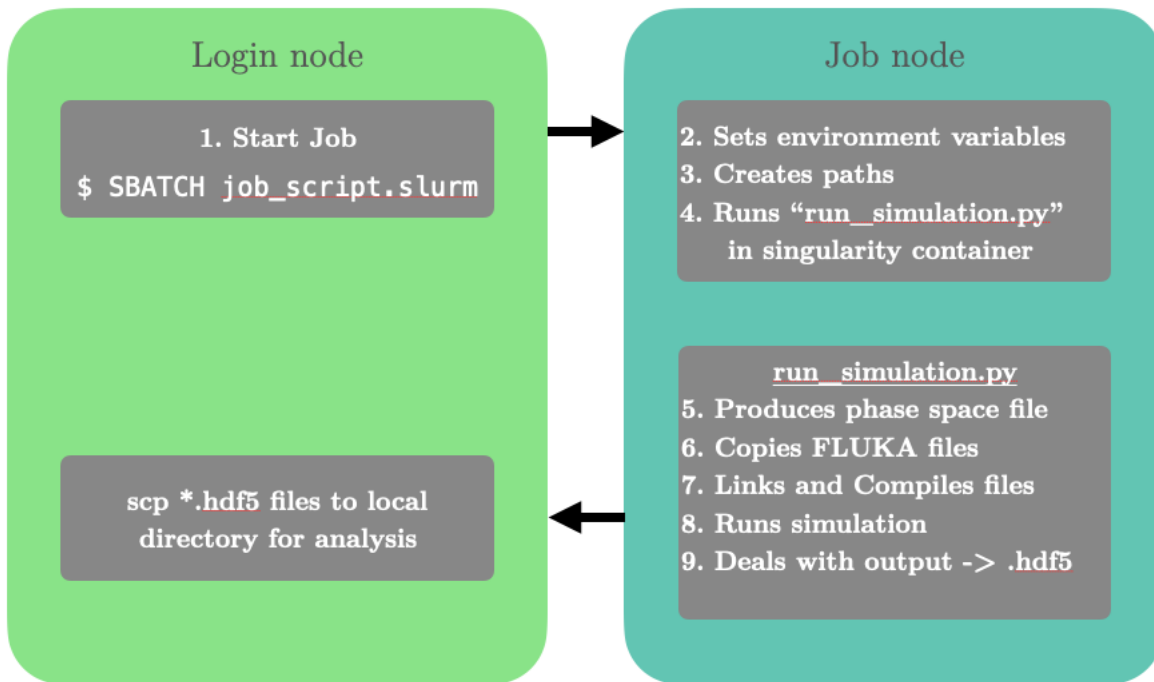 Login node
1. Start Job
$ SBATCH job_script.slurm
scp *.hdf5 files to local
directory for analysis
Job node
2. Sets environment variables
3. Creates paths
4. Runs “run_simulation.py”
in singularity container
run_simulation.py
5. Produces phase space file
6. Copies FLUKA files
7. Links and Compiles files
8. Runs simulation
9. Deals with output -> .hdf5